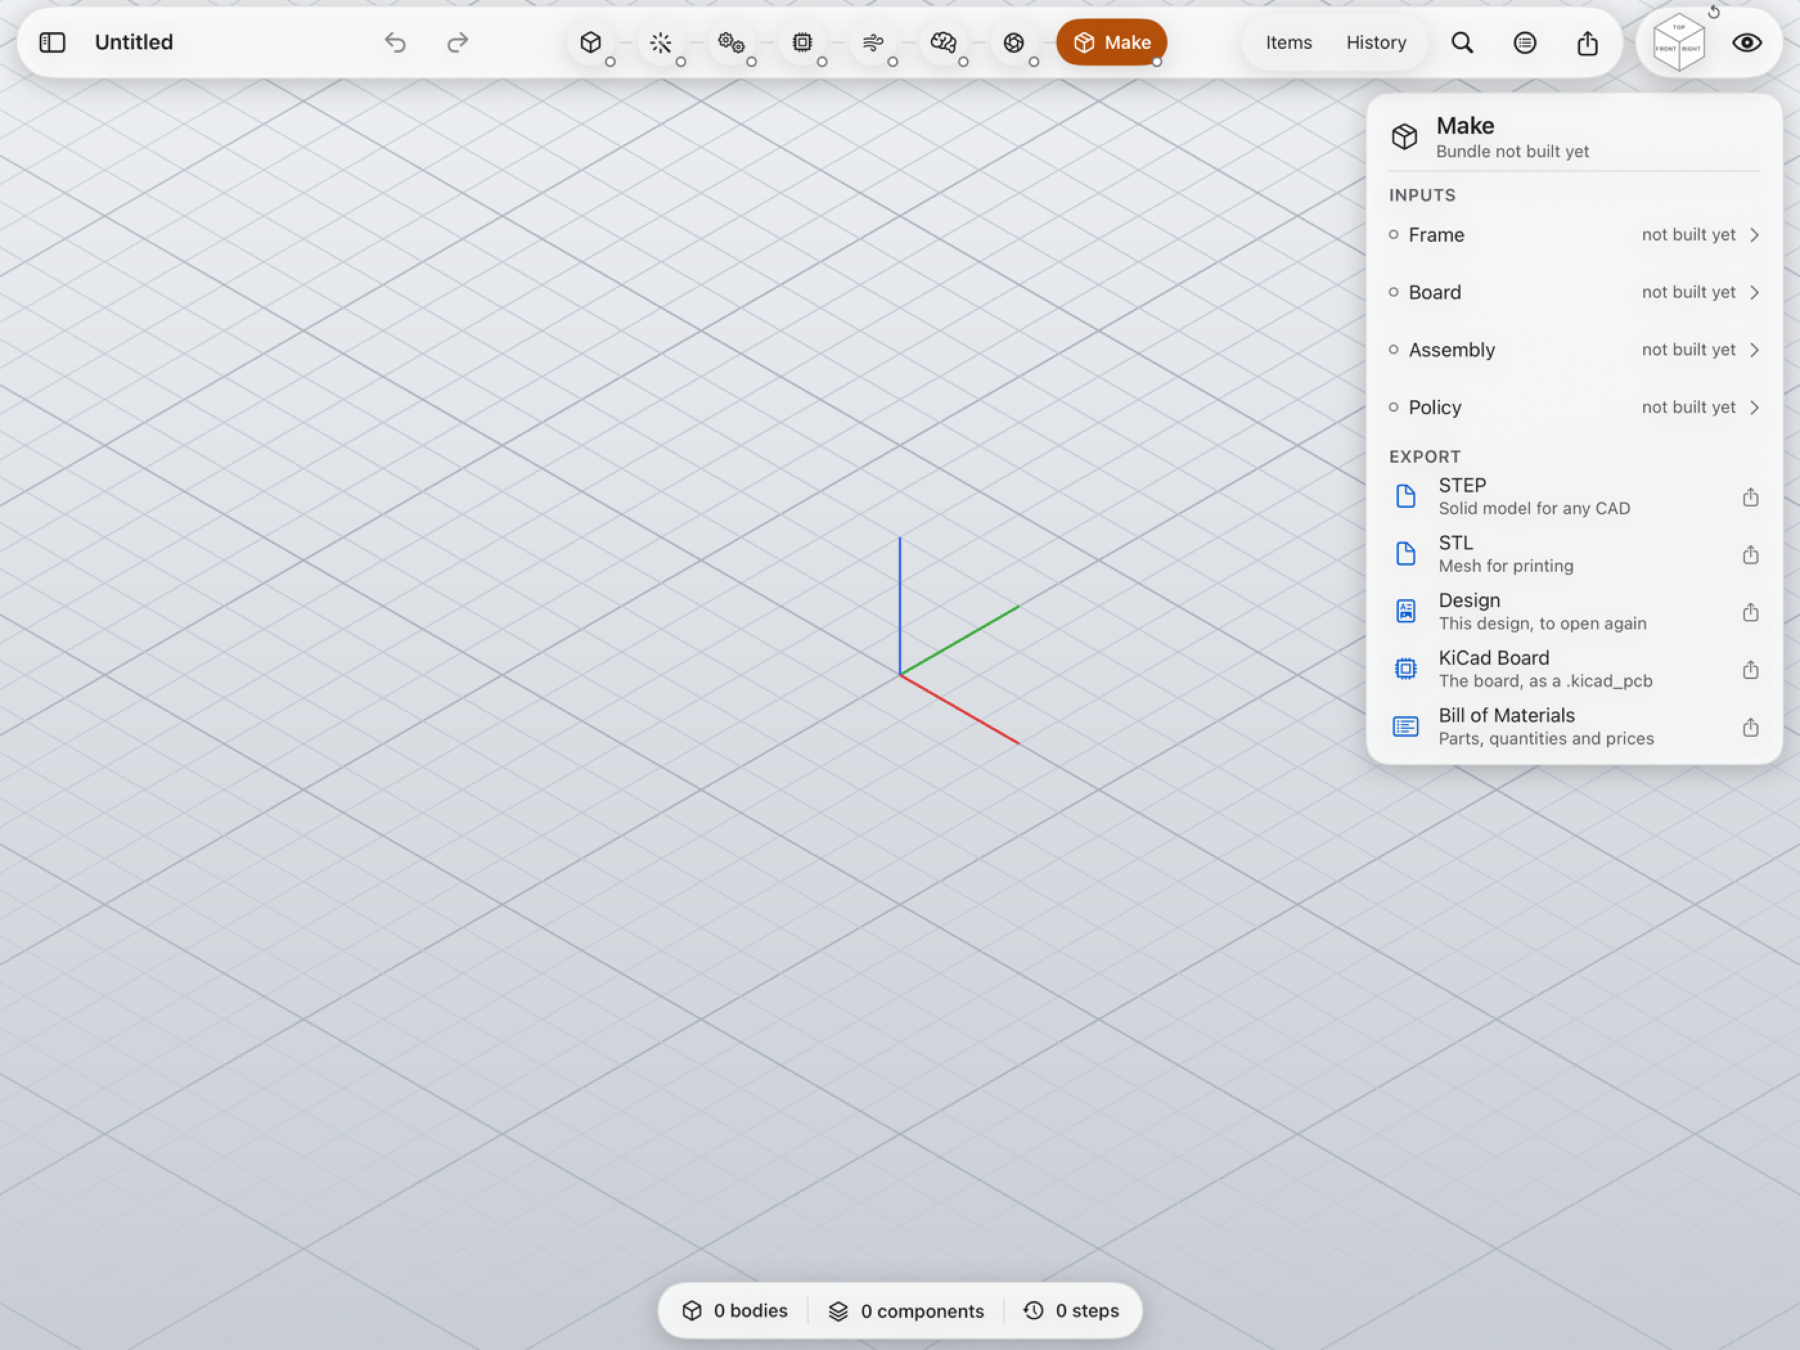 Untitled
Make
Items
History
TOP
FRONT
RIGHT
Make
Bundle not built yet
INPUTS
Frame
not built yet
Board
not built yet
Assembly
not built yet
Policy
not built yet
EXPORT
STEP
Solid model for any CAD
STL
Mesh for printing
Design
This design, to open again
KiCad Board
The board, as a .kicad_pcb
Bill of Materials
Parts, quantities and prices
0 bodies
0 components
0 steps